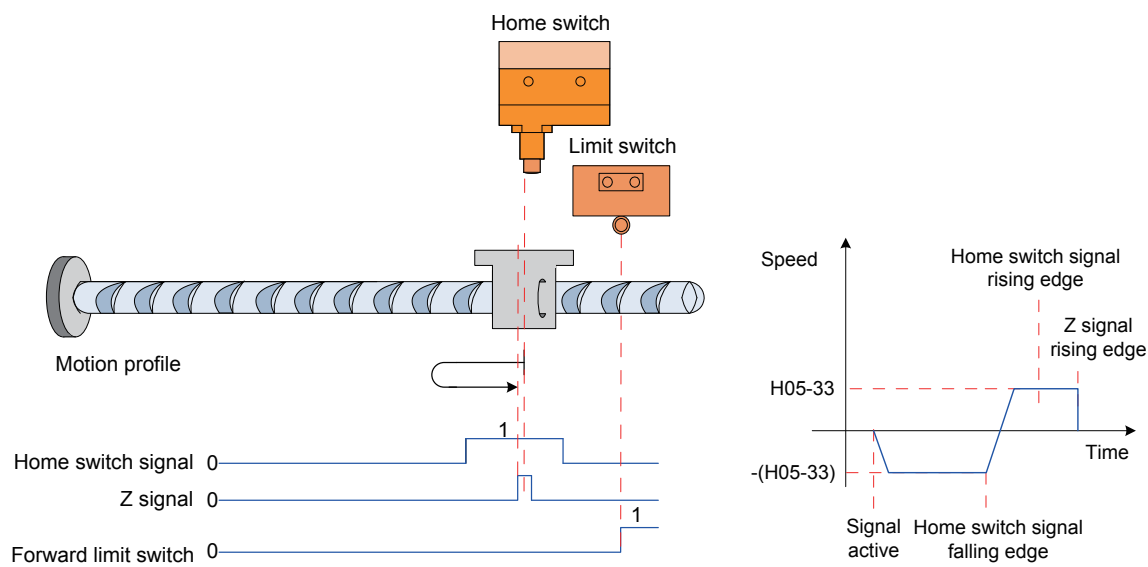 Home switch
Limit switch
Motion profile
1
Home switch signal 0
Z signal 0
1
Forward limit switch 0
Speed
Home switch signal
rising edge
Z signal
rising edge
H05-33
Time
-(H05-33)
Signal
active
Home switch signal
falling edge